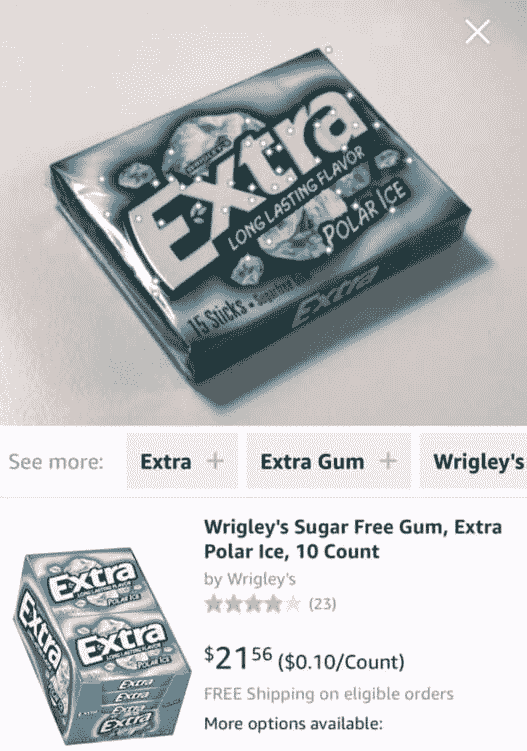 WRIGLEY'S
Extra
LONG LASTING FLAVOR
POLAR ICE
15 Sticks • Sugarfree
Extra
See more: Extra + Extra Gum + Wrigley's
Wrigley's Sugar Free Gum, Extra
Polar Ice, 10 Count
by Wrigley's
(23)
$21 56 ($0.10/Count)
FREE Shipping on eligible orders
More options available:
Extra
LONG LASTING FLAVOR
POLAR ICE
Extra
LONG LASTING FLAVOR
POLAR ICE
Extra
Extra
Extra
Extra